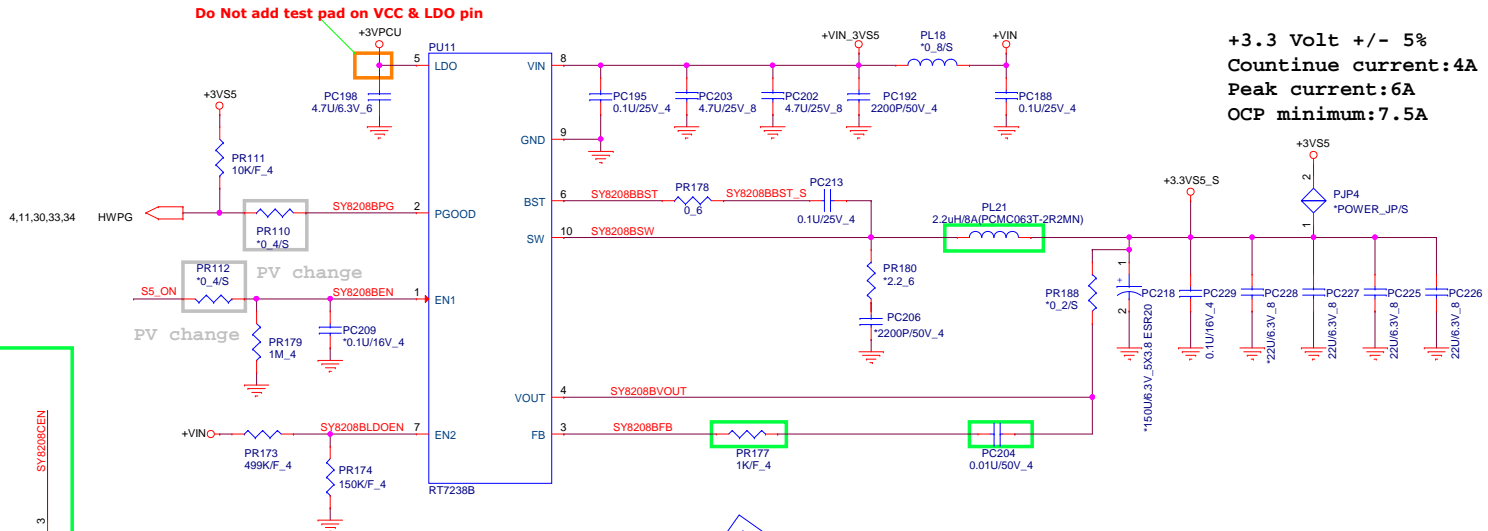 Do Not add test pad on VCC & LDO pin
+3VPCU
PU11
+VIN_3VS5
PL18
*0_8/S
+VIN
+3.3 Volt +/- 5%
Countinue current:4A
Peak current:6A
OCP minimum:7.5A
5
LDO
VIN
8
PC198
4.7U/6.3V_6
PC195
0.1U/25V_4
PC203
4.7U/25V_8
PC202
4.7U/25V_8
PC192
2200P/50V_4
PC188
0.1U/25V_4
+3VS5
PR111
10K/F_4
GND
9
+3VS5
2
PJP4
*POWER_JP/S
1
+3.3VS5_S
4,11,30,33,34
HWPG
SY8208BPG
2
PGOOD
PR110
*0_4/S
BST
6
SY8208BBST
PR178
0_6
SY8208BBST_S
PC213
0.1U/25V_4
SW
10
SY8208BSW
PL21
2.2uH/8A(PCMC063T-2R2MN)
PV change
PR112
*0_4/S
S5_ON
SY8208BEN
1
EN1
PV change
PR179
1M_4
PC209
*0.1U/16V_4
PR180
*2.2_6
PC206
*2200P/50V_4
PR188
*0_2/S
1
+
2
PC218
*150U/6.3V_5X3.8 ESR20
PC229
0.1U/16V_4
PC228
*22U/6.3V_8
PC227
22U/6.3V_8
PC225
22U/6.3V_8
PC226
22U/6.3V_8
VOUT
4
SY8208BVOUT
+VIN
PR173
499K/F_4
SY8208BLDOEN
7
EN2
PR174
150K/F_4
FB
3
SY8208BFB
PR177
1K/F_4
PC204
0.01U/50V_4
RT7238B
SY8208CEN
3